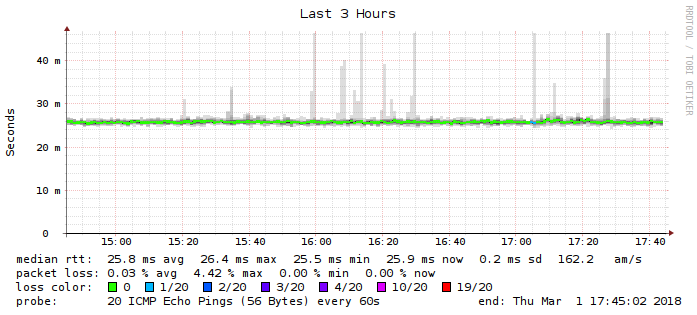 Last 3 Hours
RRDTOOL / TOBI OETIKER
Seconds
40 m
30 m
20 m
10 m
0
15:00 15:20 15:40 16:00 16:20 16:40 17:00 17:20 17:40
median rtt: 25.8 ms avg 26.4 ms max 25.5 ms min 25.9 ms now 0.2 ms sd 162.2 am/s
packet loss: 0.03 % avg 4.42 % max 0.00 % min 0.00 % now
loss color: 0 1/20 2/20 3/20 4/20 10/20 19/20
probe: 20 ICMP Echo Pings (56 Bytes) every 60s end: Thu Mar 1 17:45:02 2018